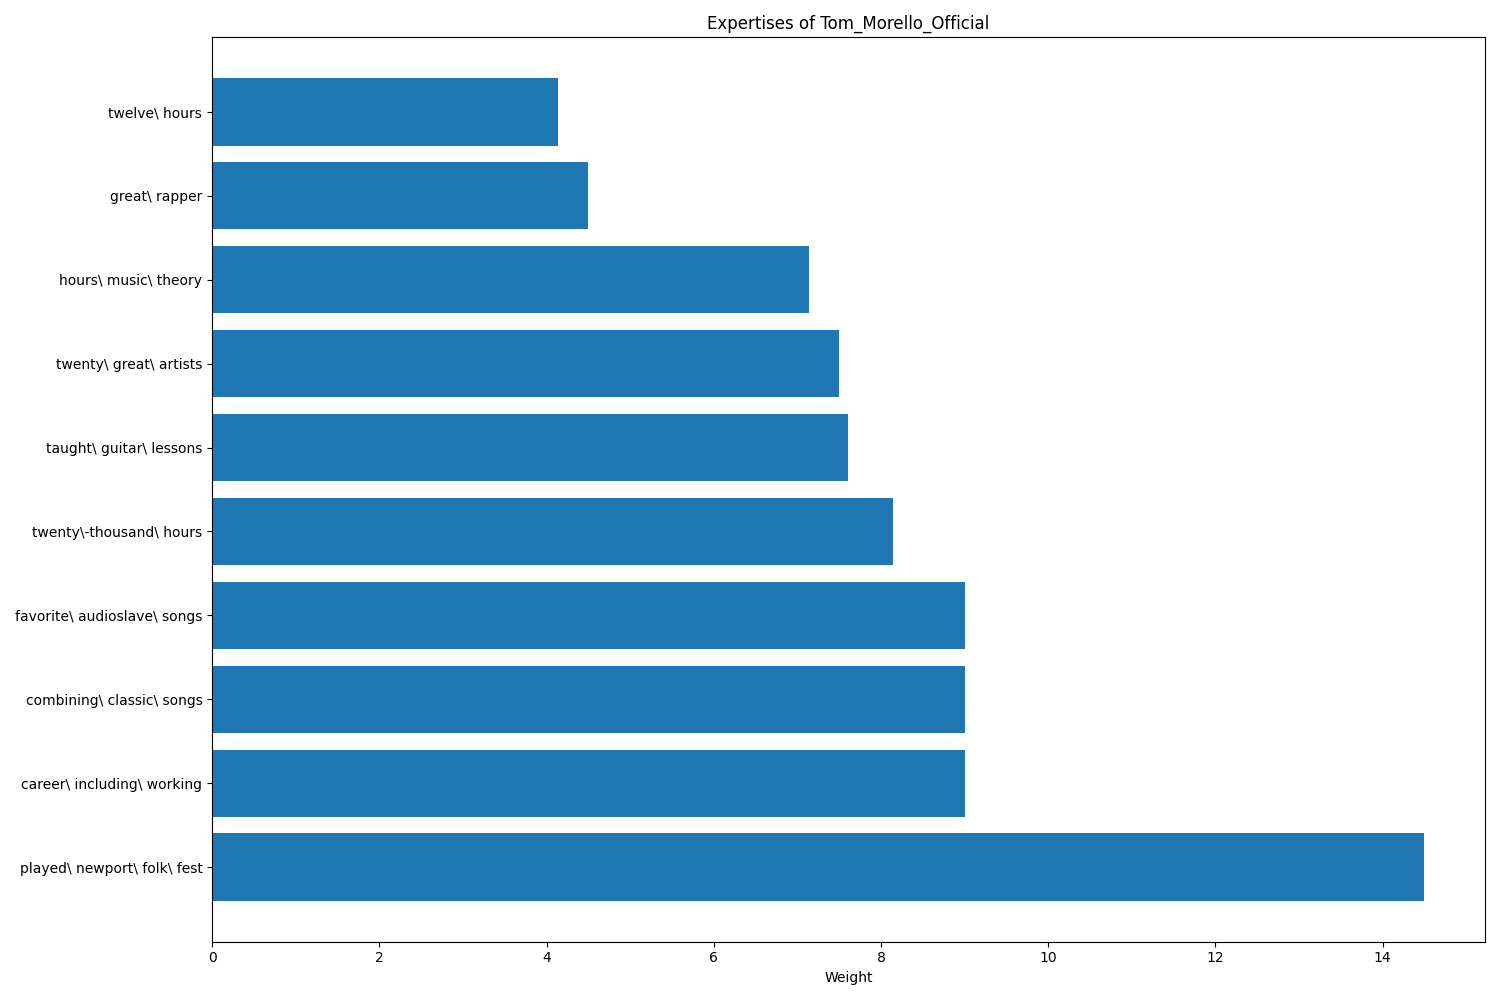 Expertises of Tom_Morello_Official
twelve\ hours
great\ rapper
hours\ music\ theory
twenty\ great\ artists
taught\ guitar\ lessons
twenty\-thousand\ hours
favorite\ audioslave\ songs
combining\ classic\ songs
career\ including\ working
played\ newport\ folk\ fest
0 2 4 6 8 10 12 14
Weight